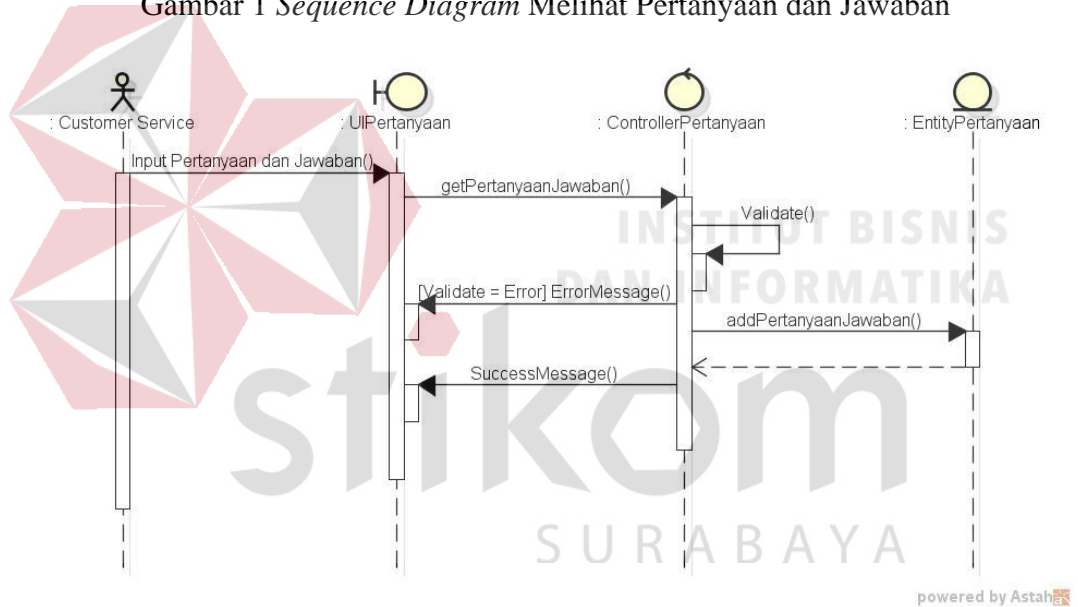 Gambar 1 Sequence Diagram Melihat Pertanyaan dan Jawaban
: Customer Service
: UIPertanyaan
: ControllerPertanyaan
: EntityPertanyaan
Input Pertanyaan dan Jawaban()
getPertanyaanJawaban()
Validate()
INSTITUT BISNIS
DAN INFORMATIKA
[Validate = Error] ErrorMessage()
addPertanyaanJawaban()
SuccessMessage()
stikom
SURABAYA
powered by Astah